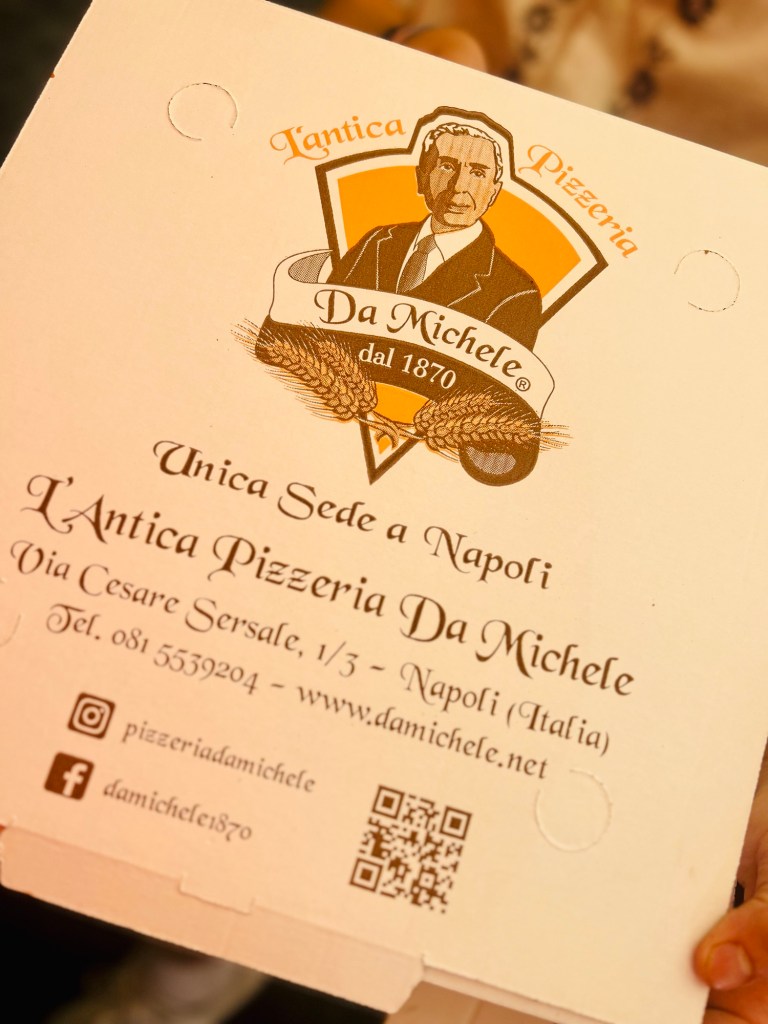 L'antica Pizzeria
Da Michele®
dal 1870
Unica Sede a Napoli
L'Antica Pizzeria Da Michele
Via Cesare Sersale, 1/3 - Napoli (Italia)
Tel. 081 5539204 - www.damichele.net
pizzeriadamichele
damichele1870